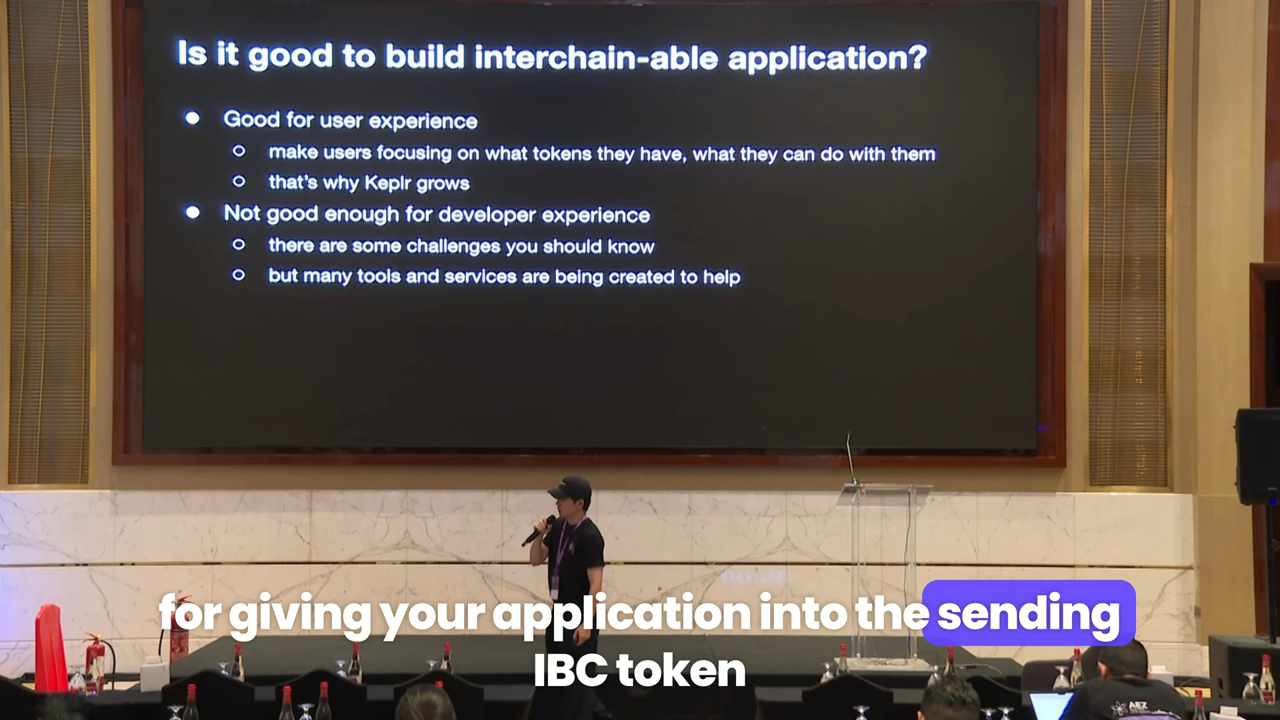 Is it good to build interchain-able application?
Good for user experience
make users focusing on what tokens they have, what they can do with them
that's why Keplr grows
Not good enough for developer experience
there are some challenges you should know
but many tools and services are being created to help
for giving your application into the sending
IBC token
AEZ